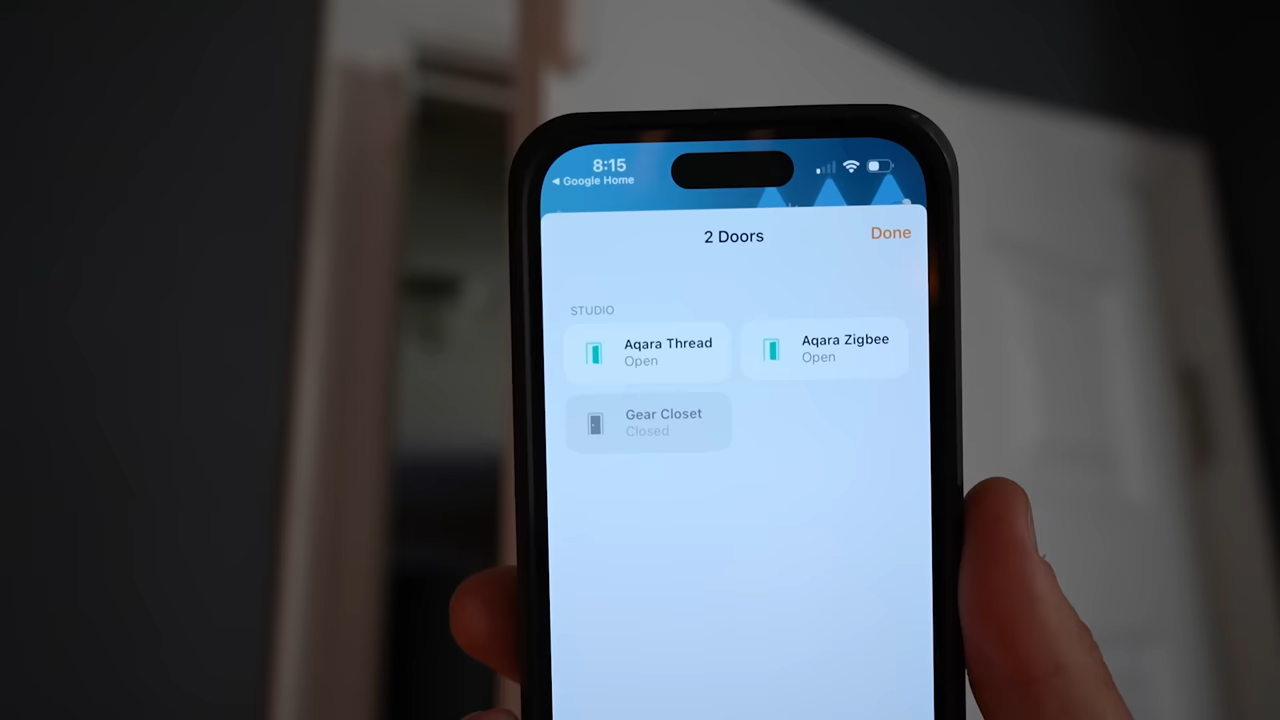 8:15
◀ Google Home
2 Doors
Done
STUDIO
Aqara Thread
Open
Aqara Zigbee
Open
Gear Closet
Closed